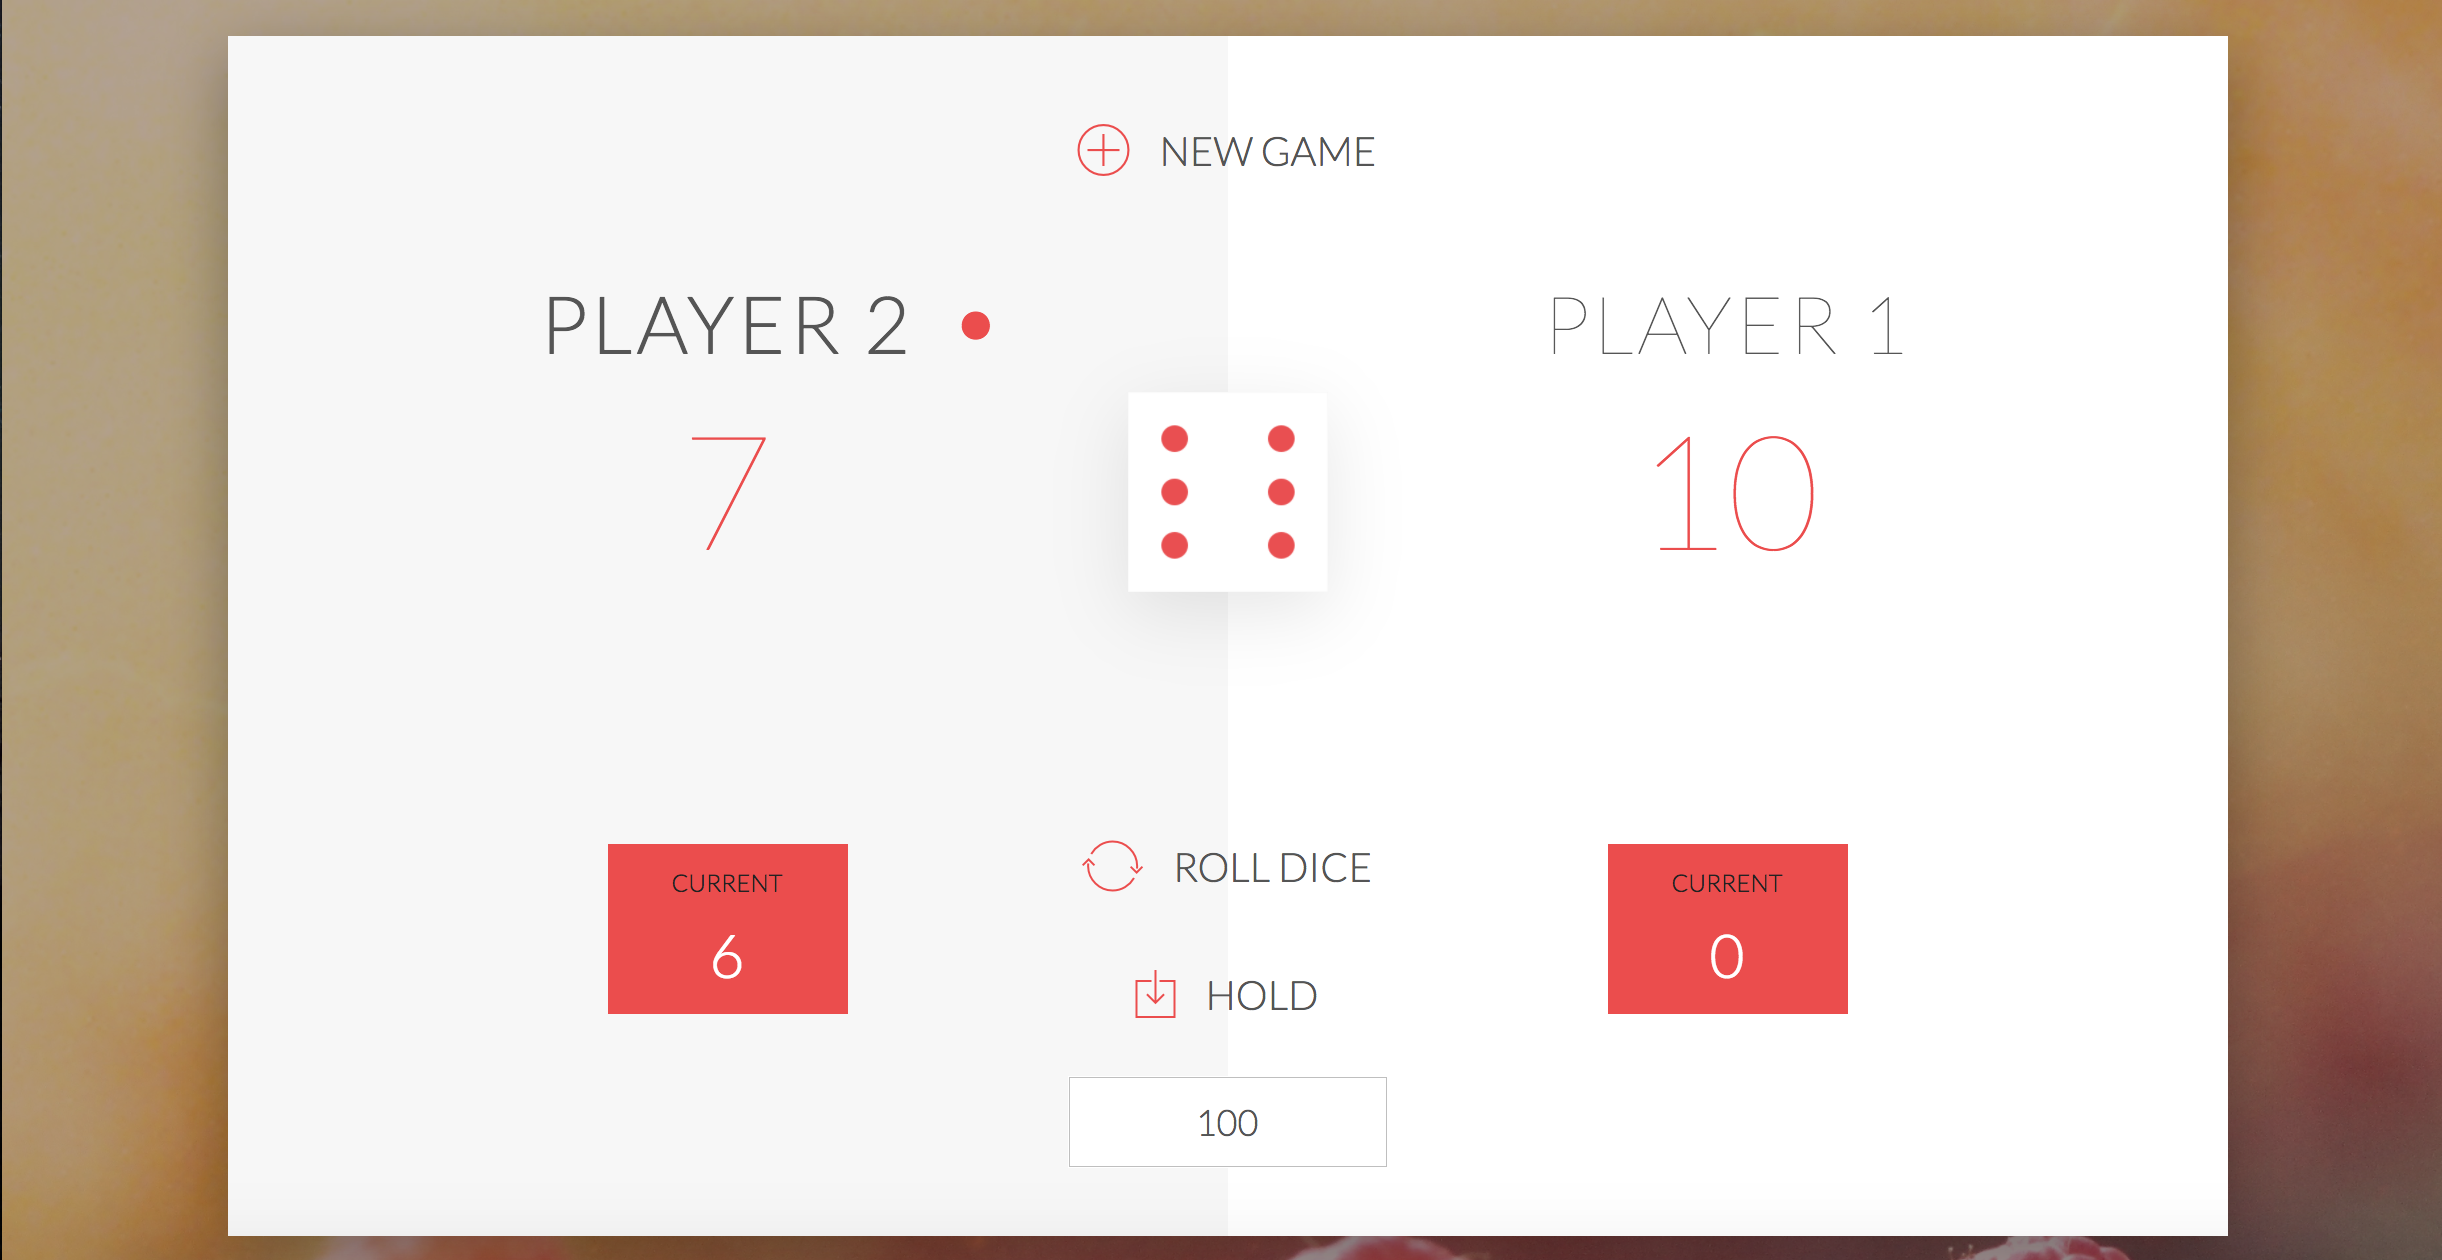 NEW GAME
PLAYER 2
PLAYER 1
7
10
CURRENT
6
ROLL DICE
CURRENT
0
HOLD
100